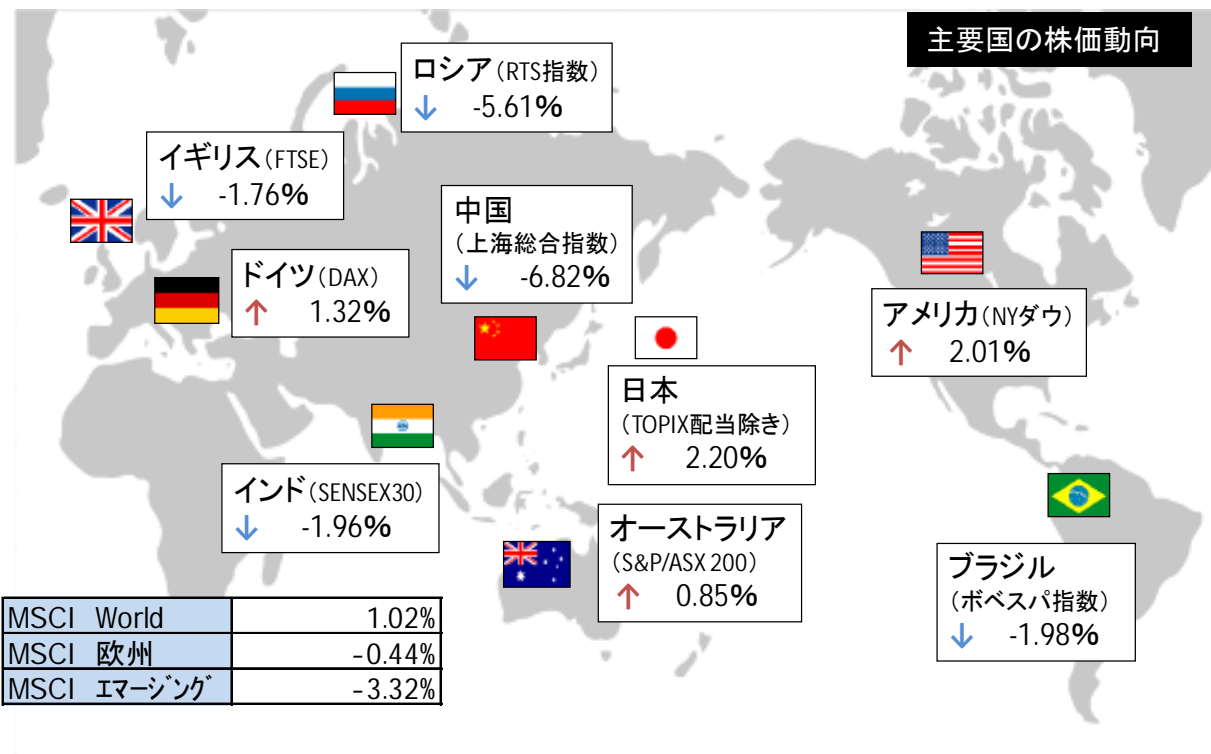 主要国の株価動向
ロシア(RTS指数)
↓ -5.61%
イギリス(FTSE)
↓ -1.76%
中国
(上海総合指数)
↓ -6.82%
ドイツ(DAX)
↑ 1.32%
アメリカ(NYダウ)
↑ 2.01%
日本
(TOPIX配当除き)
↑ 2.20%
インド(SENSEX30)
↓ -1.96%
オーストラリア
(S&P/ASX 200)
↑ 0.85%
ブラジル
(ボベスパ指数)
↓ -1.98%
MSCI World 1.02%
MSCI 欧州 -0.44%
MSCI エマージング -3.32%